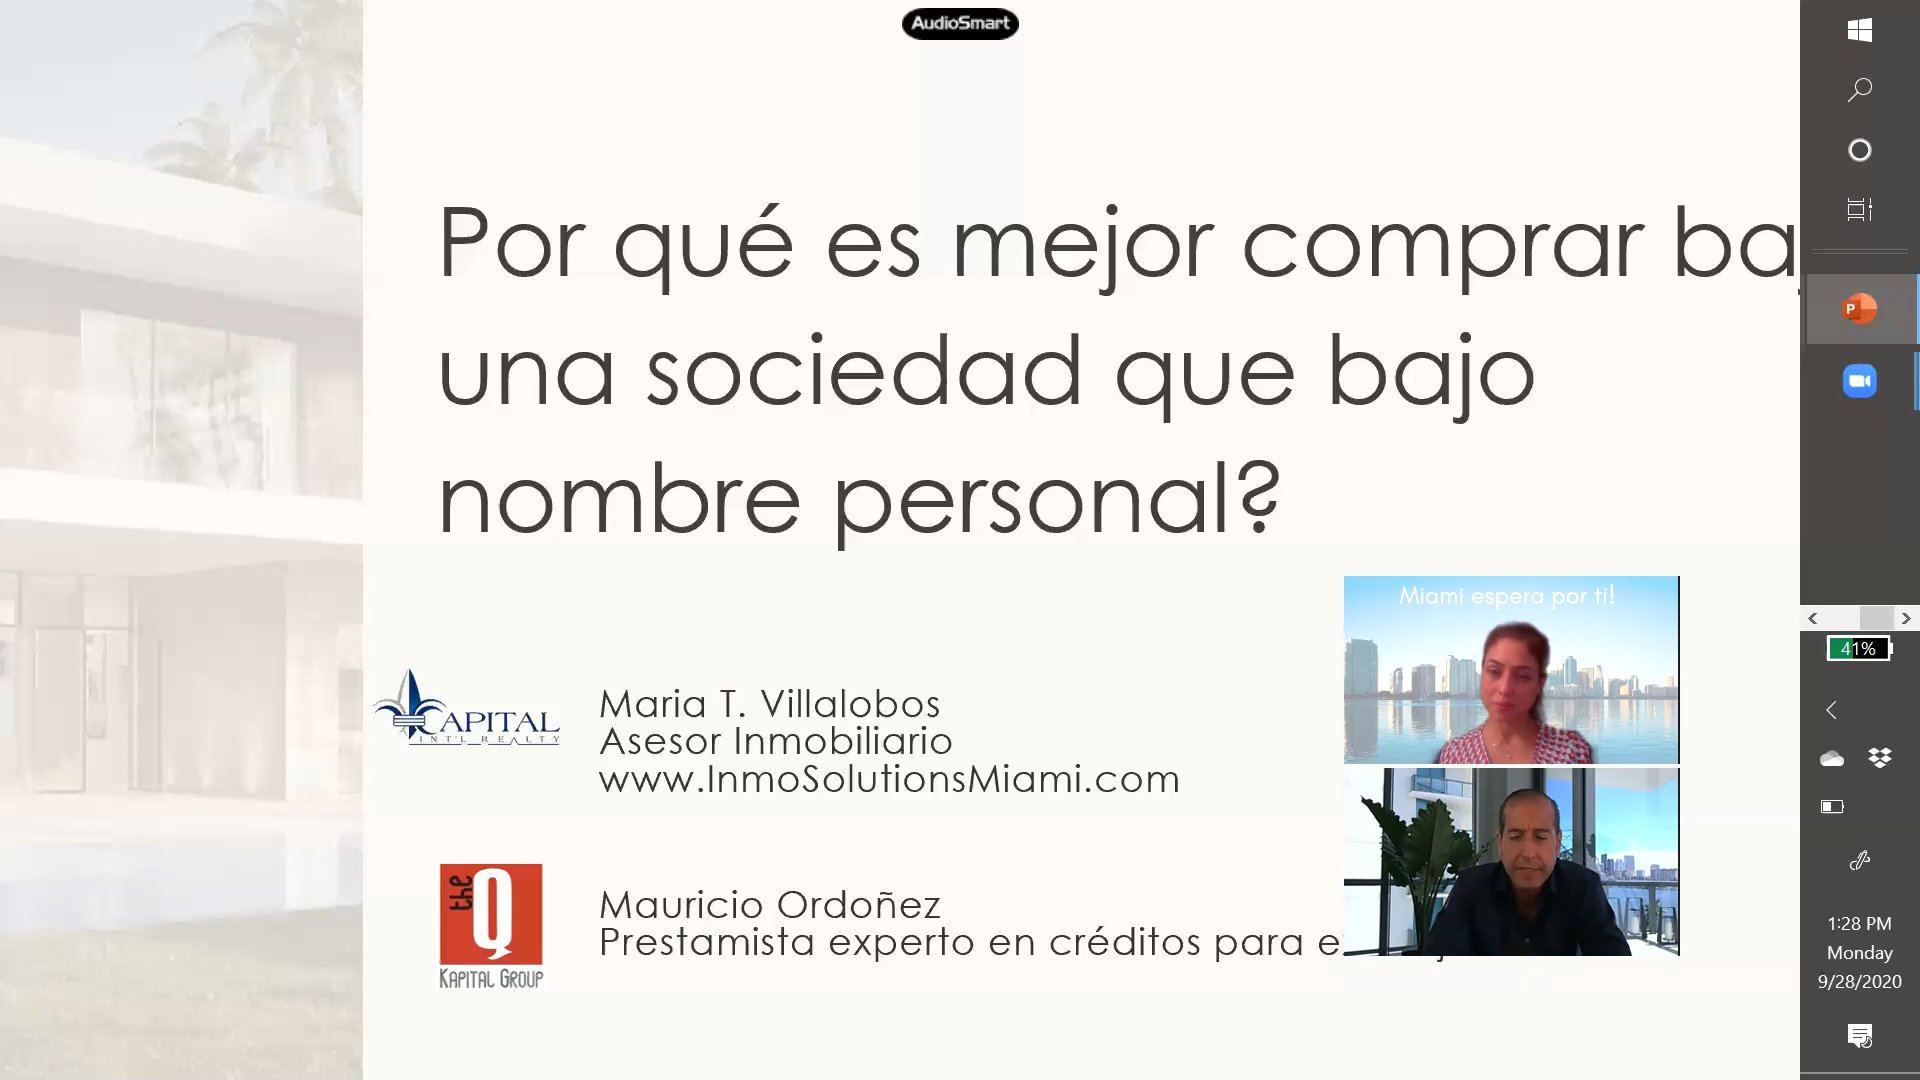 AudioSmart
Por qué es mejor comprar ba
una sociedad que bajo
nombre personal?
Miami espera por ti!
KAPITAL
INT'L REALTY
Maria T. Villalobos
Asesor Inmobiliario
www.InmoSolutionsMiami.com
the Q
KAPITAL GROUP
Mauricio Ordoñez
Prestamista experto en créditos para e
P
41%
1:28 PM
Monday
9/28/2020